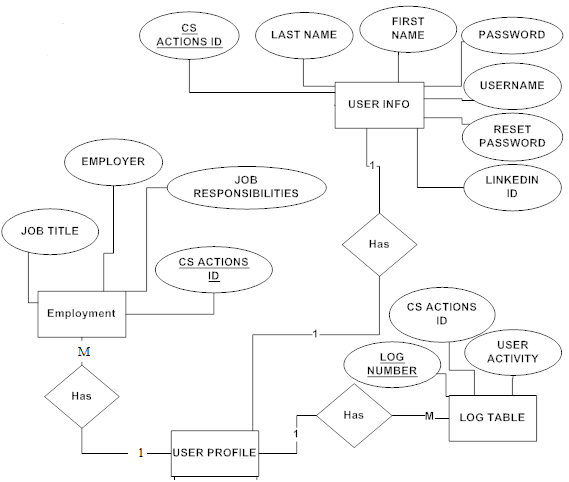 CS
ACTIONS ID
LAST NAME
FIRST
NAME
PASSWORD
USERNAME
RESET
PASSWORD
LINKEDIN
ID
USER INFO
1
Has
1
EMPLOYER
JOB
RESPONSIBILITIES
JOB TITLE
CS ACTIONS
ID
Employment
M
Has
1
USER PROFILE
1
Has
M
LOG TABLE
LOG
NUMBER
CS ACTIONS
ID
USER
ACTIVITY